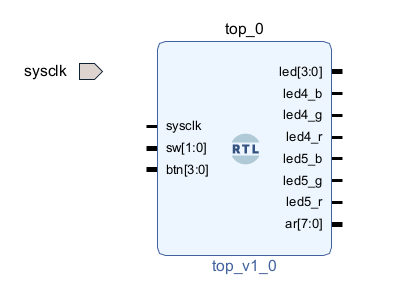 top_0
sysclk
led[3:0]
led4_b
led4_g
sysclk
led4_r
sw[1:0]
RTL
led5_b
btn[3:0]
led5_g
led5_r
ar[7:0]
top_v1_0